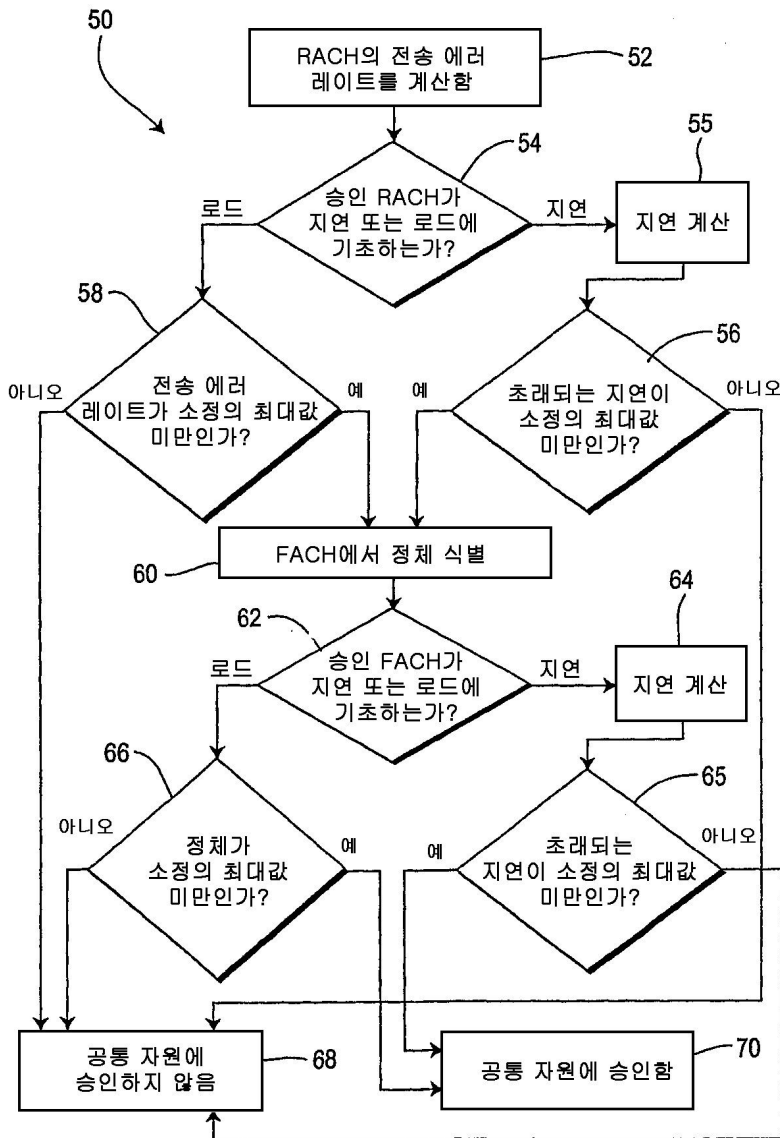 50
RACH의 전송 에러
레이트를 계산함
52
54
승인 RACH가
지연 또는 로드에
기초하는가?
로드
지연
55
지연 계산
58
전송 에러
레이트가 소정의 최대값
미만인가?
아니오
예
56
초래되는 지연이
소정의 최대값
미만인가?
예
아니오
FACH에서 정체 식별
60
62
승인 FACH가
지연 또는 로드에
기초하는가?
로드
지연
64
지연 계산
66
정체가
소정의 최대값
미만인가?
아니오
예
65
초래되는
지연이 소정의 최대값
미만인가?
예
아니오
공통 자원에
승인하지 않음
68
공통 자원에 승인함
70